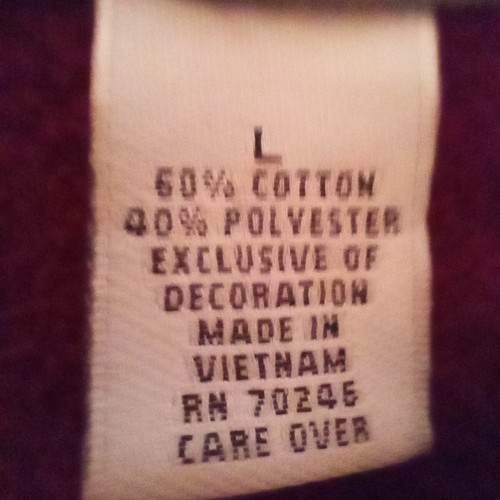 L
60% COTTON
40% POLYESTER
EXCLUSIVE OF
DECORATION
MADE IN
VIETNAM
RN 70246
CARE OVER